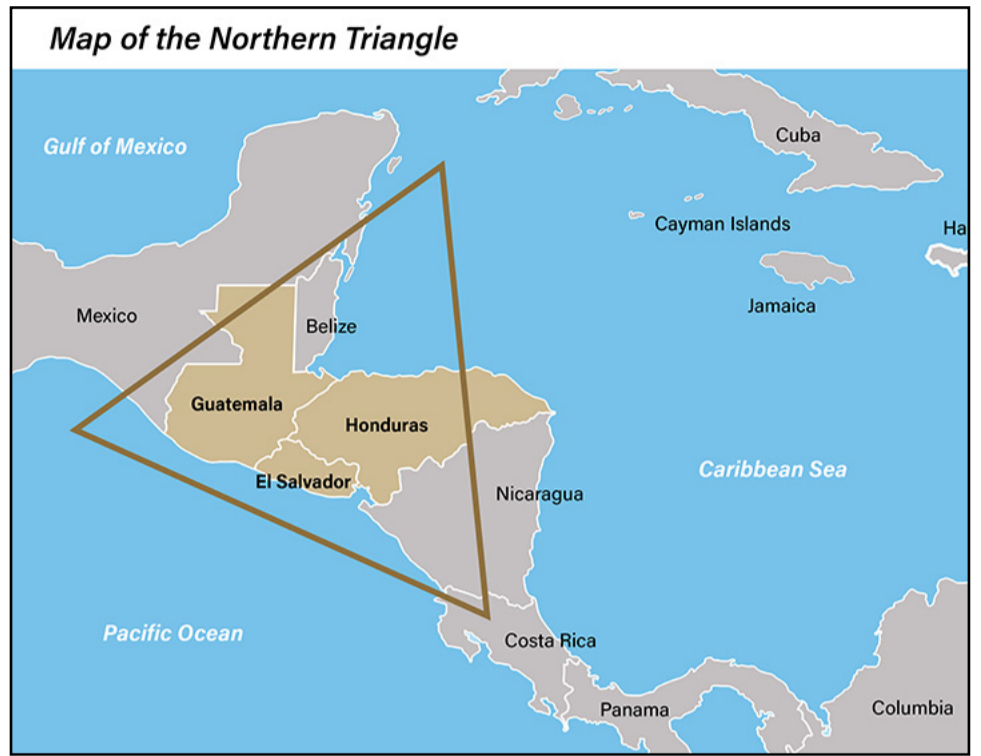 Map of the Northern Triangle
Gulf of Mexico
Cuba
Cayman Islands
Ha
Jamaica
Mexico
Belize
Guatemala
Honduras
El Salvador
Nicaragua
Caribbean Sea
Pacific Ocean
Costa Rica
Panama
Columbia